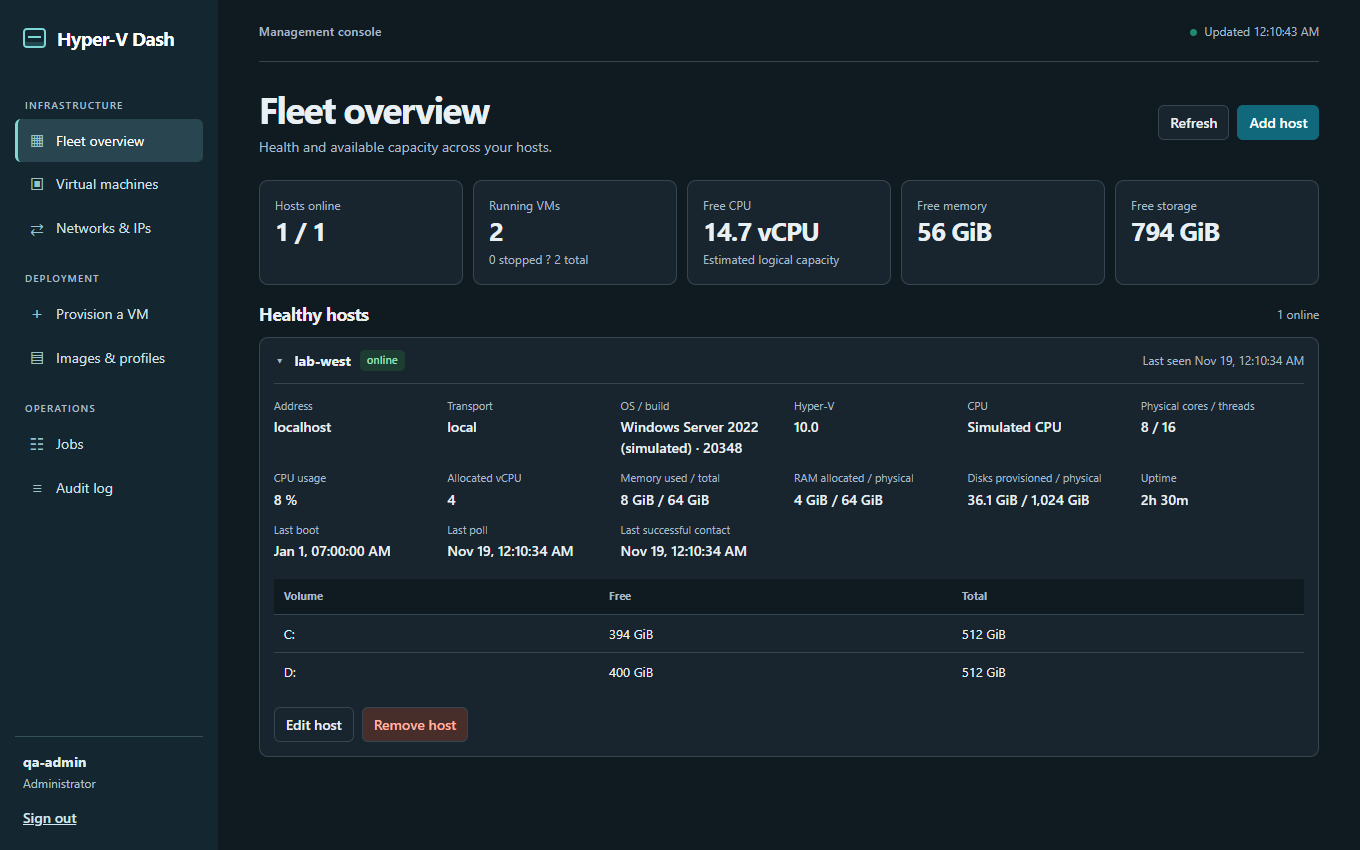 Hyper-V Dash
INFRASTRUCTURE
Fleet overview
Virtual machines
Networks & IPs
DEPLOYMENT
Provision a VM
Images & profiles
OPERATIONS
Jobs
Audit log
qa-admin
Administrator
Sign out
Management console
Updated 12:10:43 AM
Fleet overview
Health and available capacity across your hosts.
Refresh
Add host
Hosts online
1 / 1
Running VMs
2
0 stopped ? 2 total
Free CPU
14.7 vCPU
Estimated logical capacity
Free memory
56 GiB
Free storage
794 GiB
Healthy hosts
1 online
lab-west
online
Last seen Nov 19, 12:10:34 AM
Address
localhost
Transport
local
OS / build
Windows Server 2022
(simulated) · 20348
Hyper-V
10.0
CPU
Simulated CPU
Physical cores / threads
8 / 16
CPU usage
8 %
Allocated vCPU
4
Memory used / total
8 GiB / 64 GiB
RAM allocated / physical
4 GiB / 64 GiB
Disks provisioned / physical
36.1 GiB / 1,024 GiB
Uptime
2h 30m
Last boot
Jan 1, 07:00:00 AM
Last poll
Nov 19, 12:10:34 AM
Last successful contact
Nov 19, 12:10:34 AM
Volume Free Total
C: 394 GiB 512 GiB
D: 400 GiB 512 GiB
Edit host
Remove host